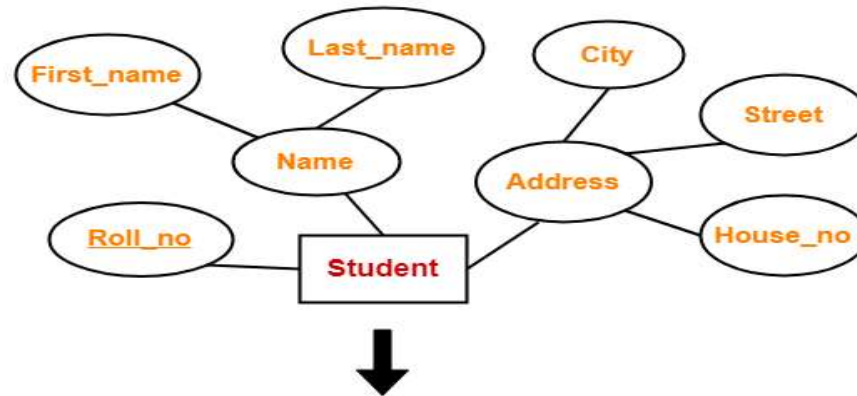 Last_name
City
First_name
Street
Name
Address
Roll_no
House_no
Student